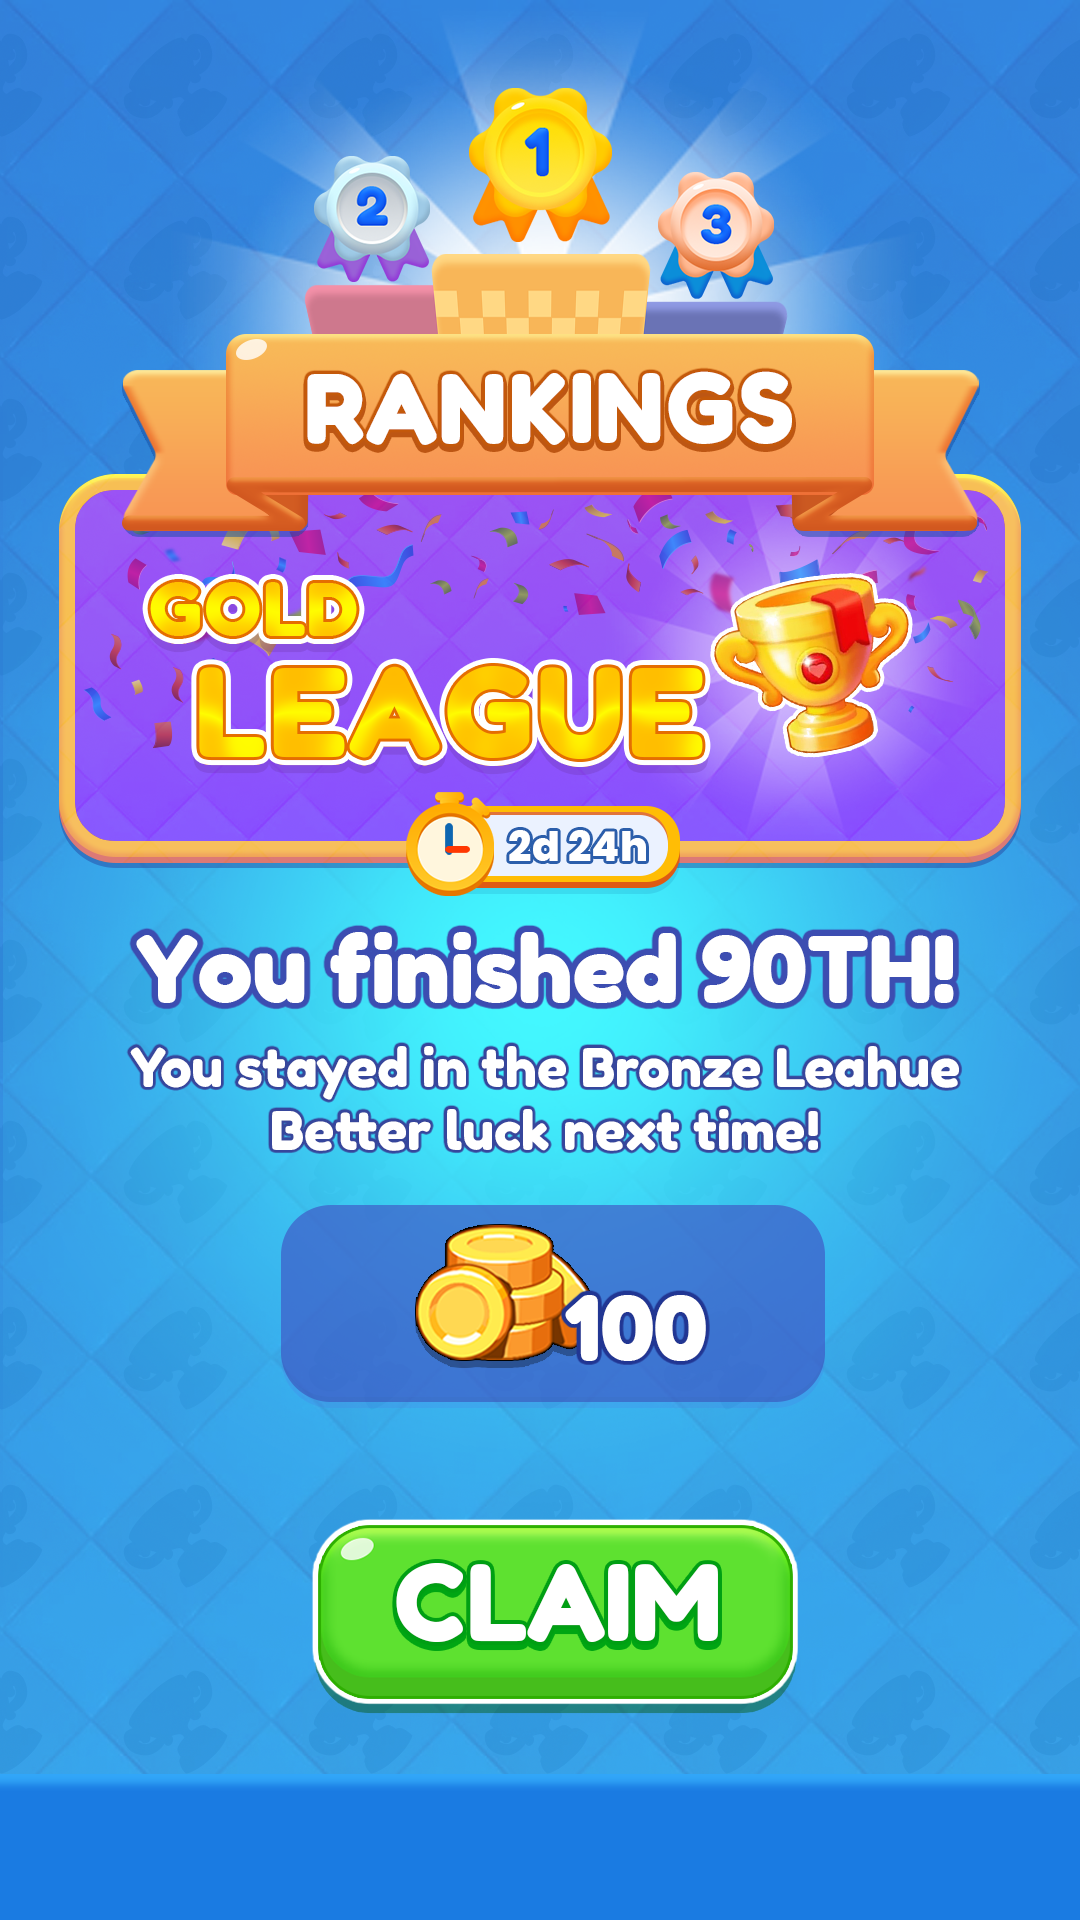 1
2
3
RANKINGS
GOLD
LEAGUE
2d 24h
You finished 90TH!
You stayed in the Bronze Leahue
Better luck next time!
100
CLAIM